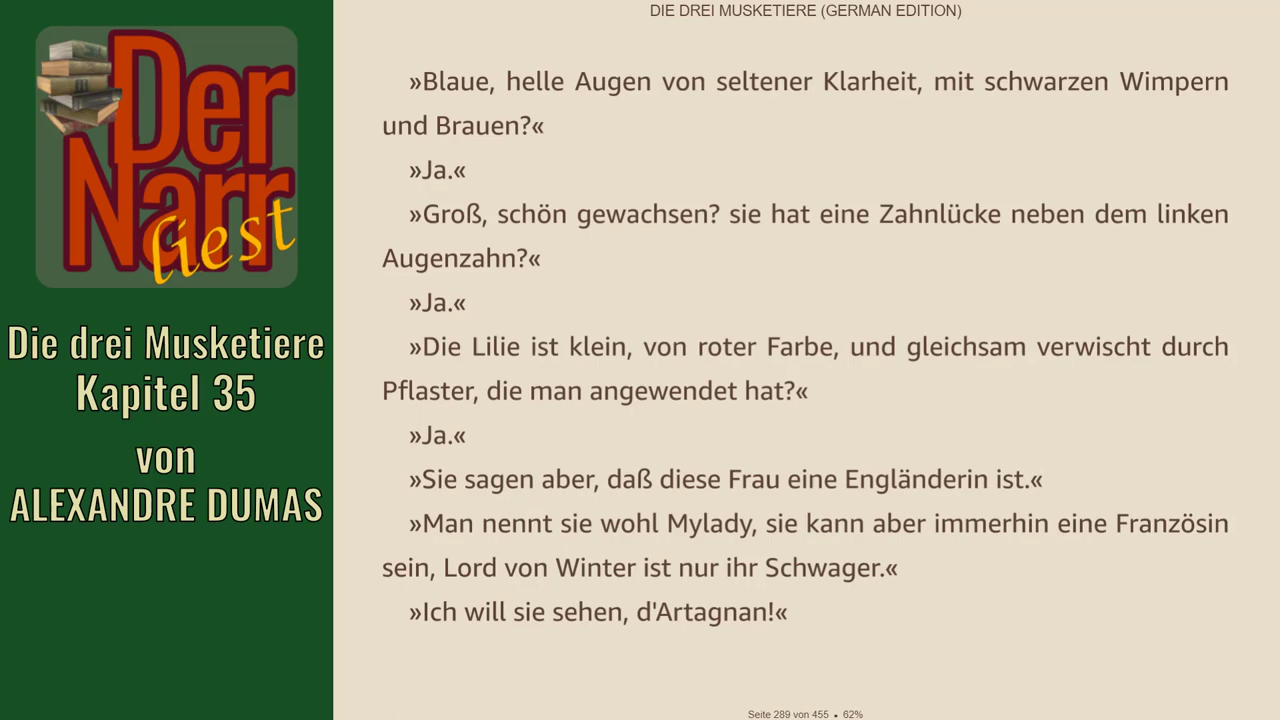 Der
Narr
liest
Die drei Musketiere
Kapitel 35
von
ALEXANDRE DUMAS
DIE DREI MUSKETIERE (GERMAN EDITION)
»Blaue, helle Augen von seltener Klarheit, mit schwarzen Wimpern
und Brauen?«
»Ja.«
»Groß, schön gewachsen? sie hat eine Zahnlücke neben dem linken
Augenzahn?«
»Ja.«
»Die Lilie ist klein, von roter Farbe, und gleichsam verwischt durch
Pflaster, die man angewendet hat?«
»Ja.«
»Sie sagen aber, daß diese Frau eine Engländerin ist.«
»Man nennt sie wohl Mylady, sie kann aber immerhin eine Französin
sein, Lord von Winter ist nur ihr Schwager.«
»Ich will sie sehen, d'Artagnan!«
Seite 289 von 455 • 62%